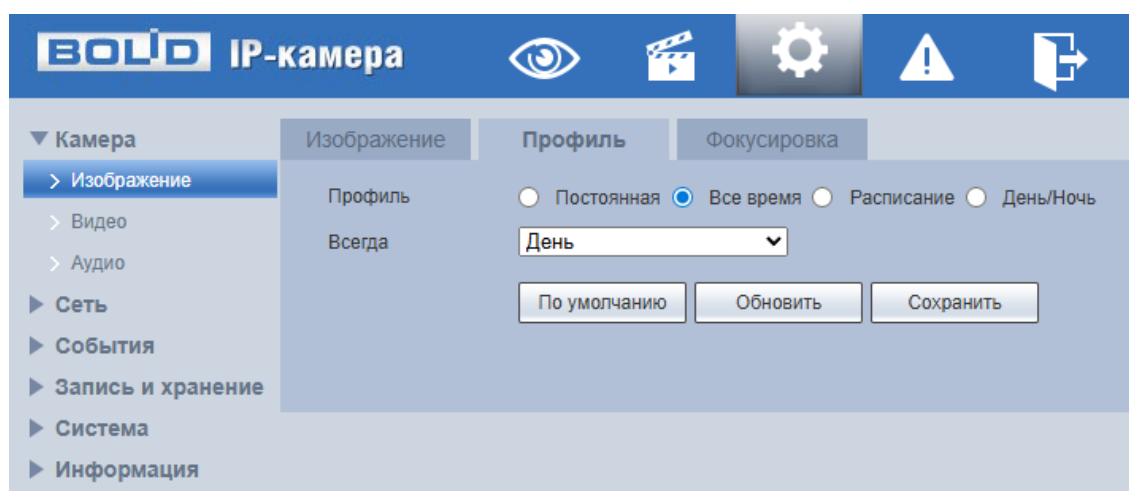 BOLID IP-камера
Камера
Изображение
Видео
Аудио
Сеть
События
Запись и хранение
Система
Информация
Изображение Профиль Фокусировка
Профиль Постоянная Все время Расписание День/Ночь
Всегда День
По умолчанию Обновить Сохранить